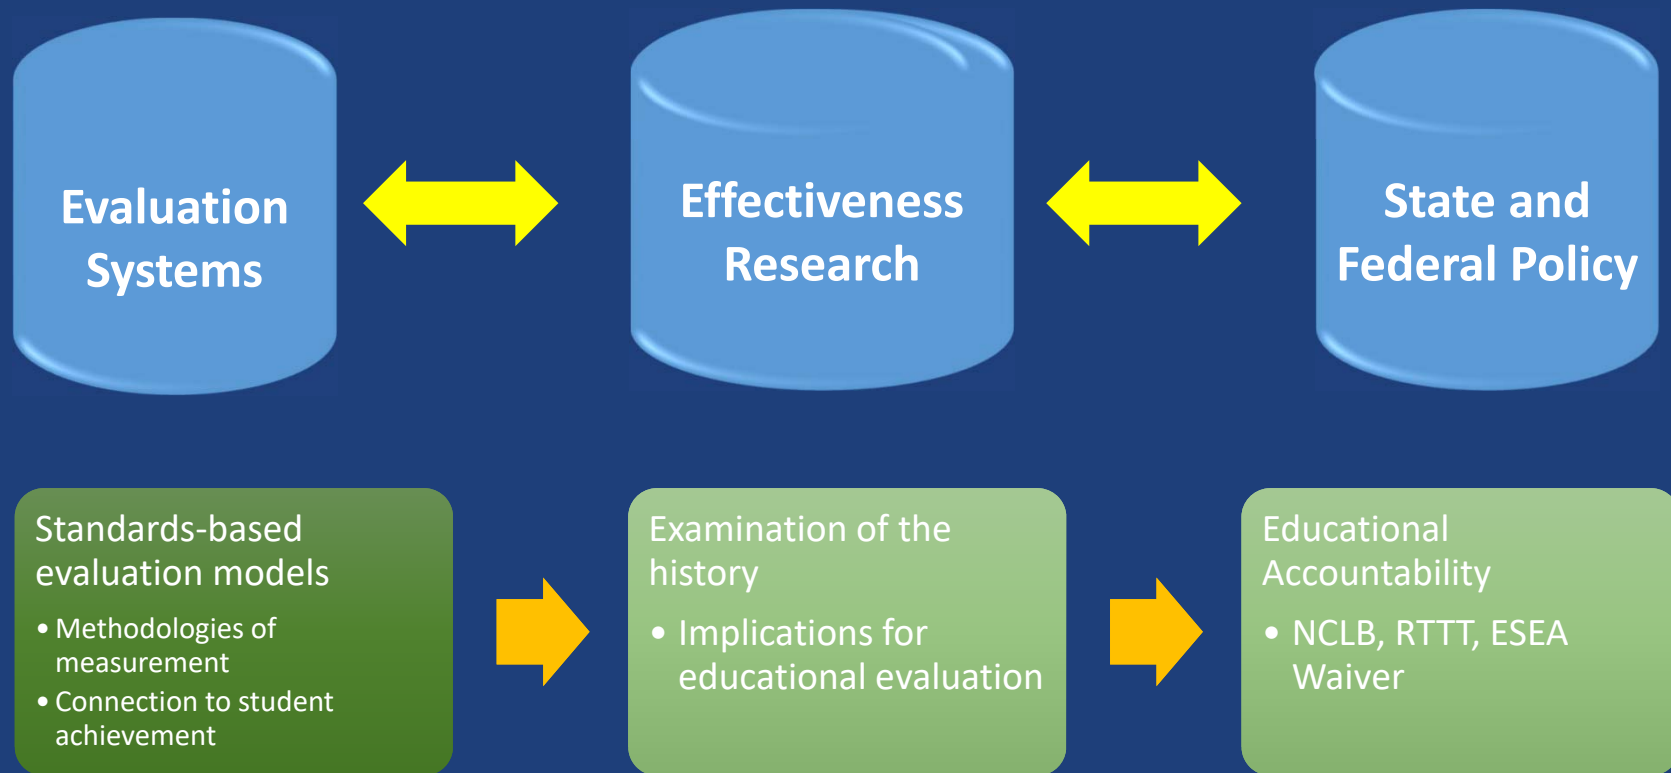 Evaluation
Systems
Effectiveness
Research
State and
Federal Policy
Standards-based
evaluation models
• Methodologies of
measurement
• Connection to student
achievement
Examination of the
history
• Implications for
educational evaluation
Educational
Accountability
• NCLB, RTTT, ESEA
Waiver